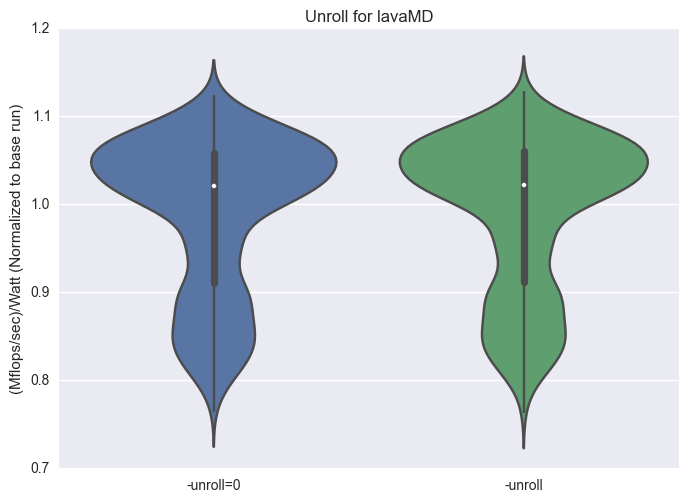 Unroll for lavaMD
(Mflops/sec)/Watt (Normalized to base run)
1.2
1.1
1.0
0.9
0.8
0.7
-unroll=0
-unroll